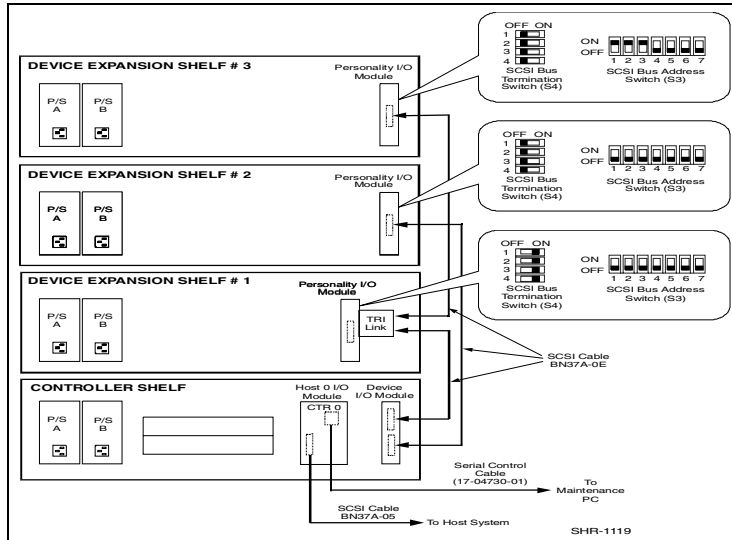 DEVICE EXPANSION SHELF # 3
Personality I/O
Module
P/S
A
P/S
B
OFF ON
1
2
3
4
SCSI Bus
Termination
Switch (S4)
ON
OFF
1 2 3 4 5 6 7
SCSI Bus Address
Switch (S3)
DEVICE EXPANSION SHELF # 2
Personality I/O
Module
P/S
A
P/S
B
OFF ON
1
2
3
4
SCSI Bus
Termination
Switch (S4)
ON
OFF
1 2 3 4 5 6 7
SCSI Bus Address
Switch (S3)
DEVICE EXPANSION SHELF # 1
Personality I/O
Module
P/S
A
P/S
B
TRI
Link
OFF ON
1
2
3
4
SCSI Bus
Termination
Switch (S4)
ON
OFF
1 2 3 4 5 6 7
SCSI Bus Address
Switch (S3)
SCSI Cable
BN37A-0E
CONTROLLER SHELF
Host 0 I/O
Module
Device
I/O Module
CTR 0
P/S
A
P/S
B
Serial Control
Cable
(17-04730-01)
To
Maintenance
PC
SCSI Cable
BN37A-05
To Host System
SHR-1119